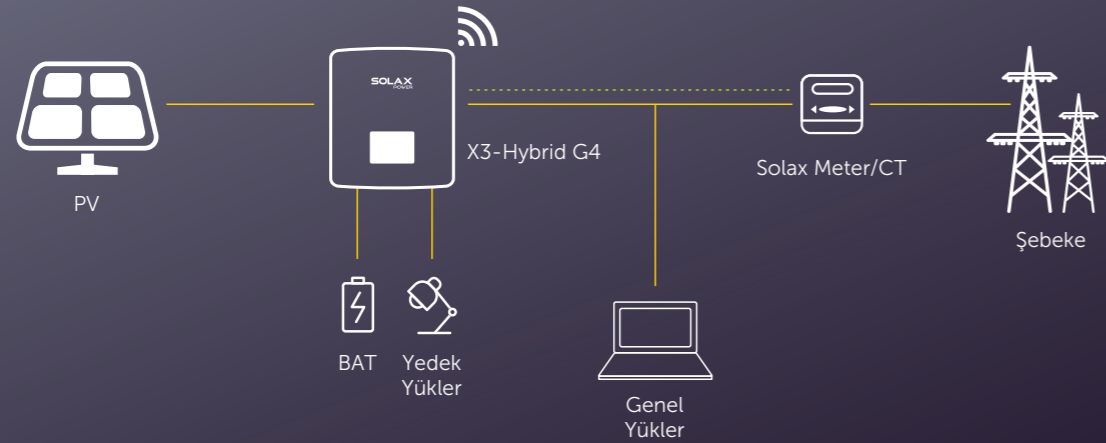 SOLAX
POWER
X3-Hybrid G4
Solax Meter/CT
PV
Şebeke
BAT
Yedek
Yükler
Genel
Yükler